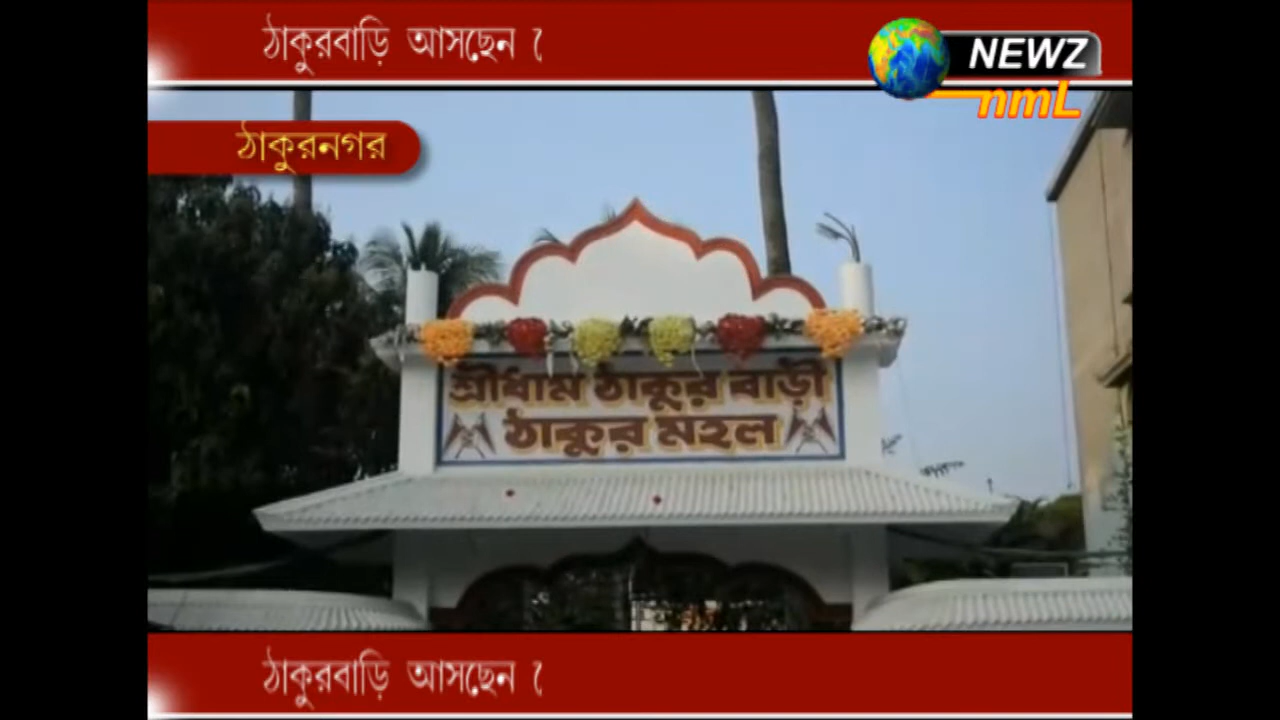 ঠাকুরবাড়ি আসছেন
NEWZ
nmL
ঠাকুরনগর
শ্রীধাম ঠাকুর বাড়ী
ঠাকুর মহল
ঠাকুরবাড়ি আসছেন